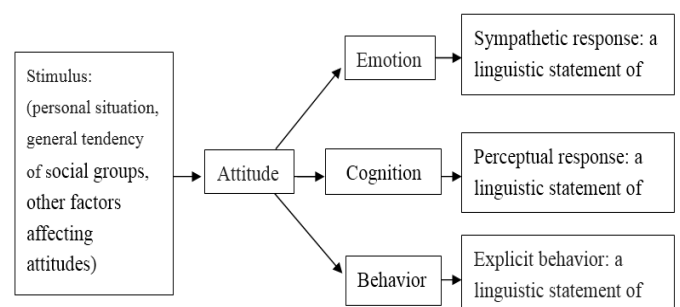 Stimulus:
(personal situation,
general tendency
of social groups,
other factors
affecting
attitudes)
Attitude
Emotion
Cognition
Behavior
Sympathetic response: a
linguistic statement of
Perceptual response: a
linguistic statement of
Explicit behavior: a
linguistic statement of